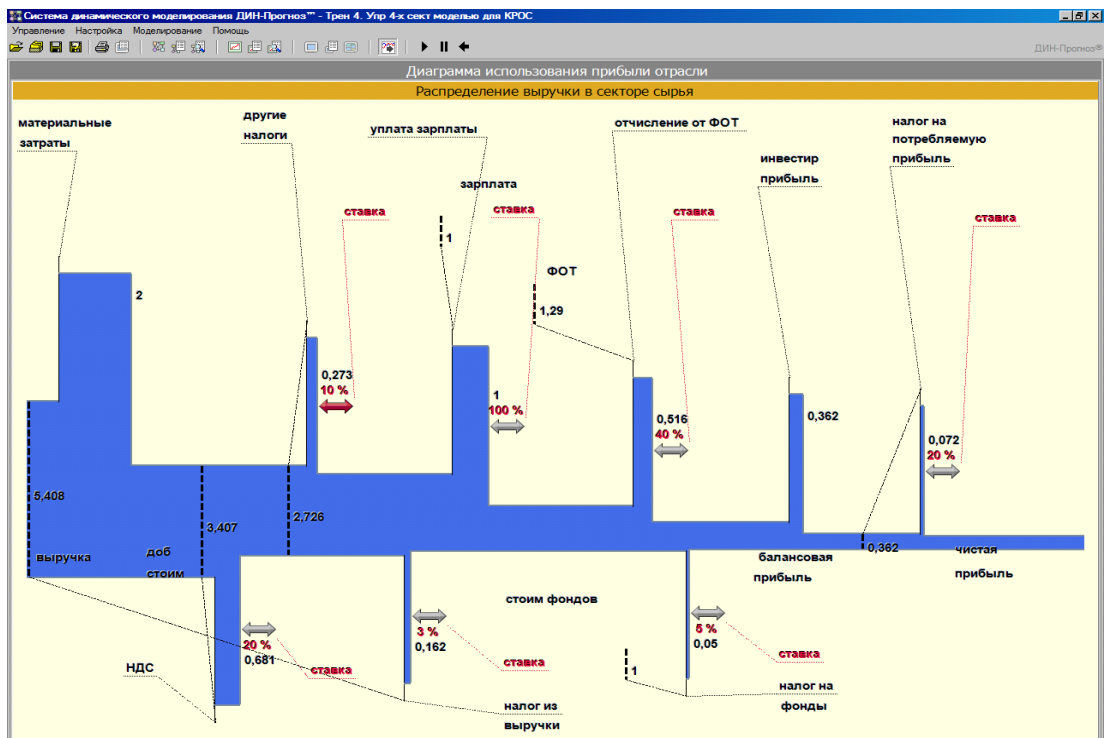 Система динамического моделирования ДИН-Прогноз™ - Трен 4. Упр 4-х сект моделью для КРОС
Управление Настройка Моделирование Помощь
ДИН-Прогноз®
Диаграмма использования прибыли отрасли
Распределение выручки в секторе сырья
материальные
затраты
другие
налоги
уплата зарплаты
отчисление от ФОТ
налог на
потребляемую
прибыль
инвестир
прибыль
зарплата
ставка
ставка
ставка
ставка
1
ФОТ
2
1,29
0,273
10 %
1
100 %
0,516
40 %
0,362
0,072
20 %
5,408
3,407
2,726
выручка
доб
стоим
0,362
балансовая
прибыль
чистая
прибыль
стоим фондов
20 %
0,681
3 %
0,162
5 %
0,05
НДС
ставка
ставка
ставка
1
налог из
выручки
налог на
фонды